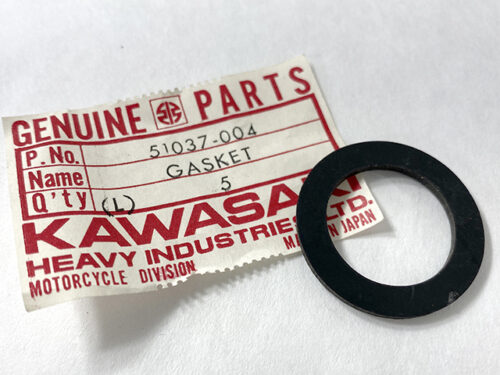 GENUINE PARTS
P. No. 51037-004
Name GASKET
Q'ty (L) 5
KAWASAKI
HEAVY INDUSTRIES, LTD.
MOTORCYCLE DIVISION MADE IN JAPAN